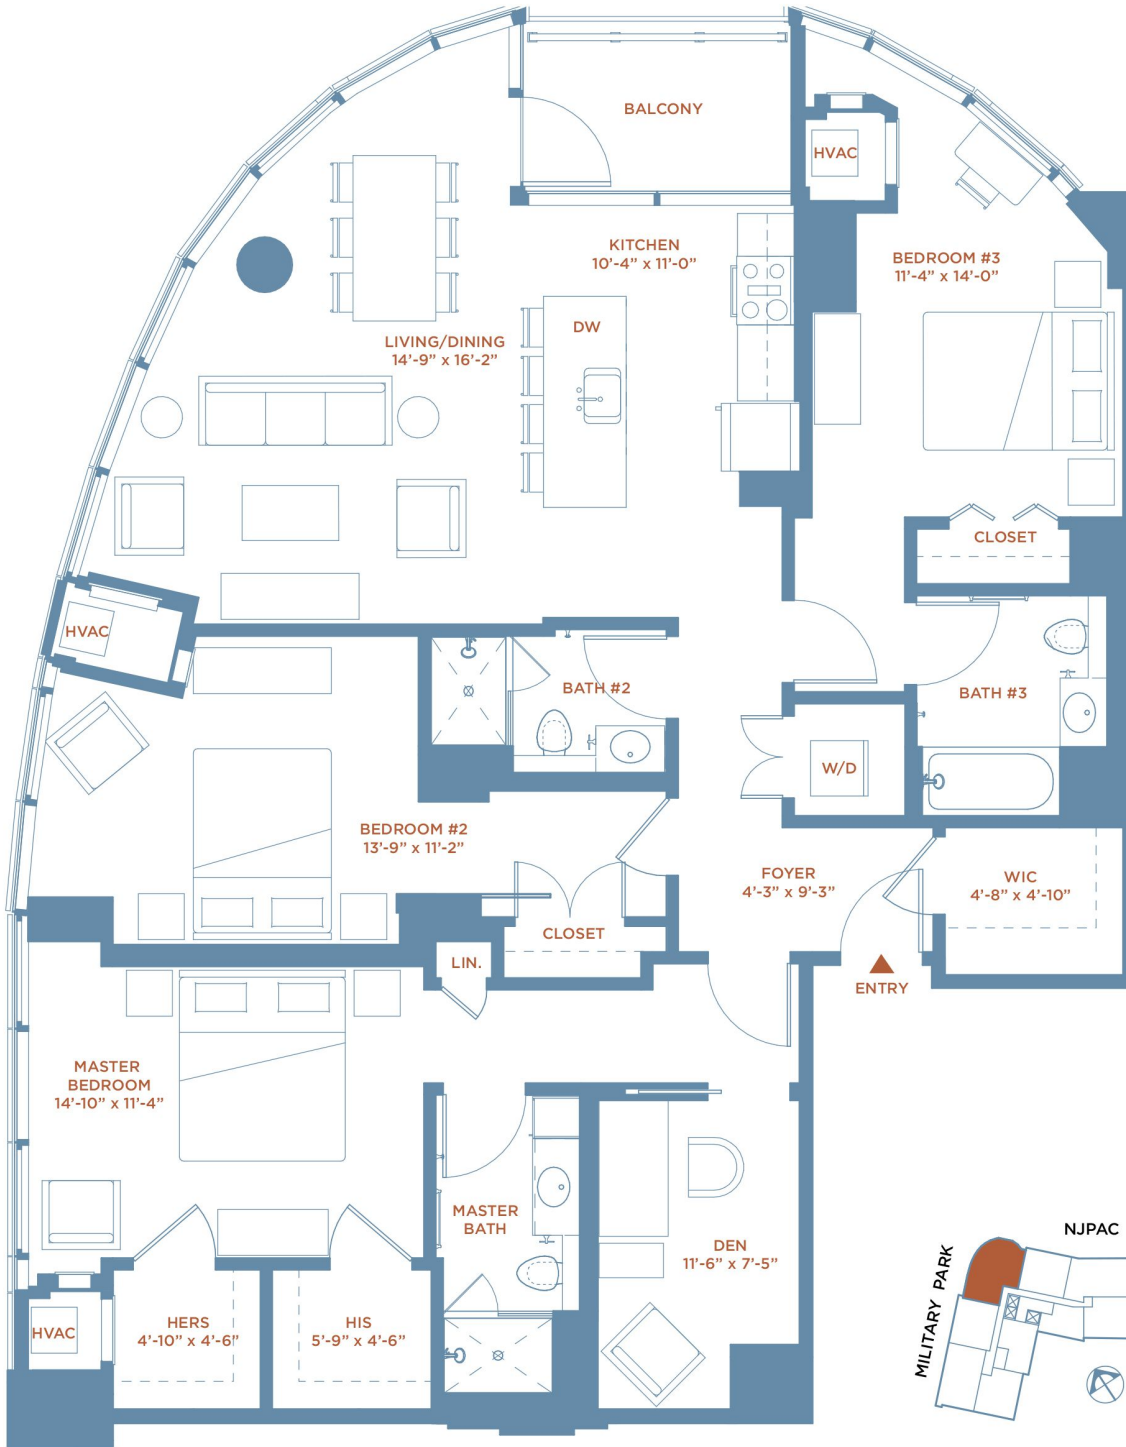 BALCONY
HVAC
KITCHEN
10'-4” x 11'-0”
BEDROOM #3
11'-4” x 14'-0”
DW
LIVING/DINING
14'-9” x 16'-2”
CLOSET
HVAC
BATH #2
BATH #3
W/D
BEDROOM #2
13'-9” x 11'-2”
FOYER
4'-3” x 9'-3”
WIC
4'-8” x 4'-10”
CLOSET
LIN.
ENTRY
MASTER
BEDROOM
14'-10” x 11'-4”
MASTER
BATH
DEN
11'-6” x 7'-5”
HERS
4'-10” x 4'-6”
HIS
5'-9” x 4'-6”
HVAC
NJPAC
MILITARY PARK